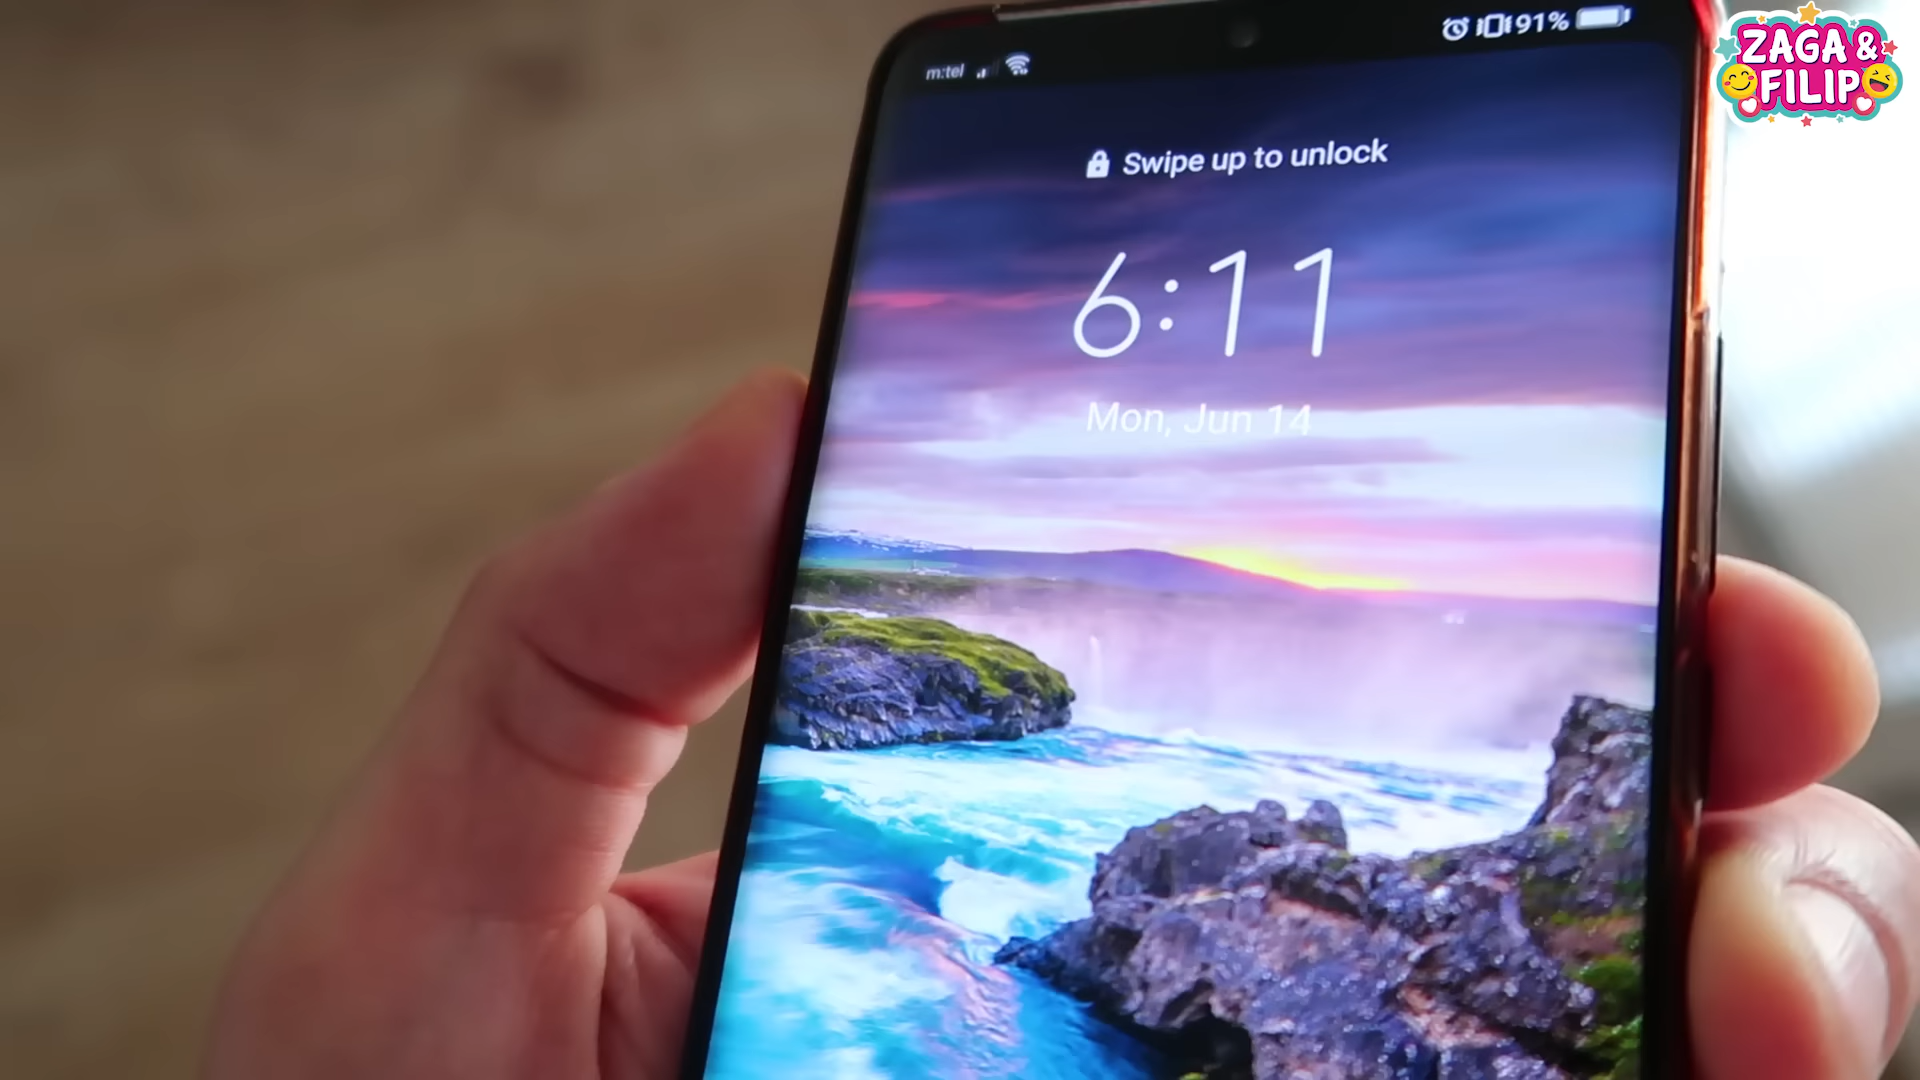 m:tel
91%
ZAGA &
FILIP
Swipe up to unlock
6:11
Mon, Jun 14